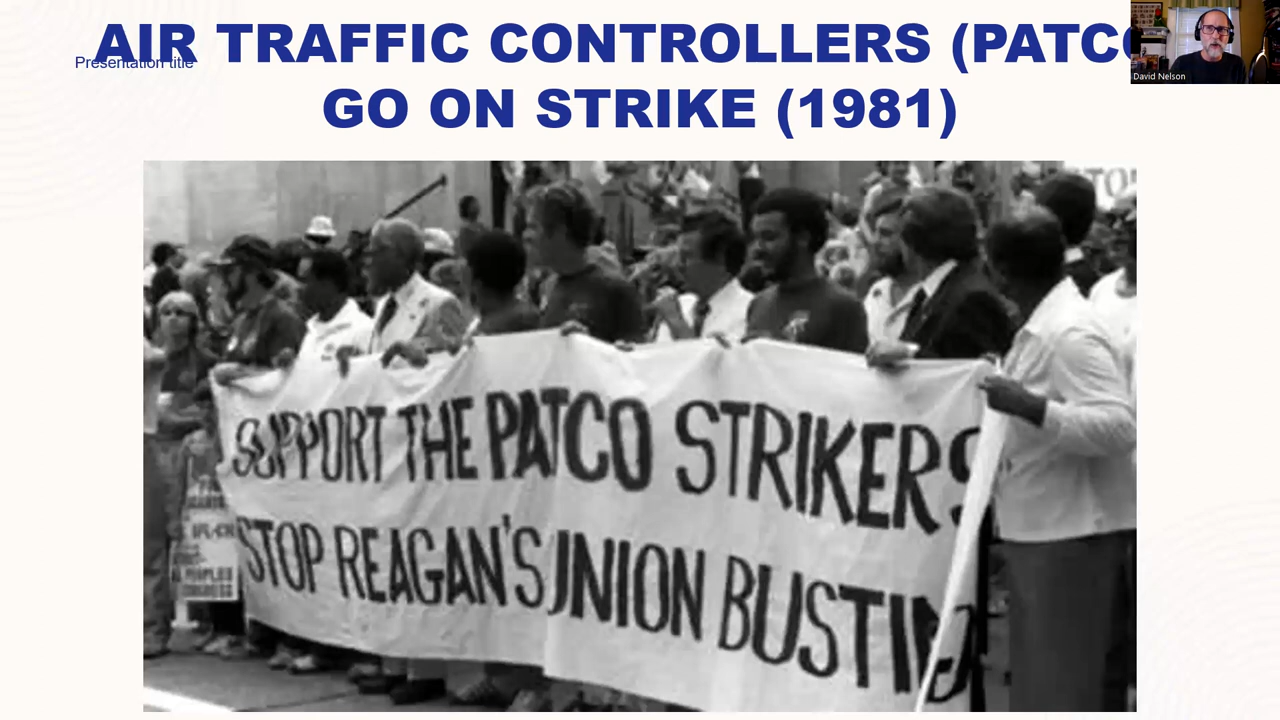 AIR TRAFFIC CONTROLLERS (PATCO
Presentation title
GO ON STRIKE (1981)
David Nelson
SUPPORT THE PATCO STRIKERS
STOP REAGAN'S UNION BUSTING